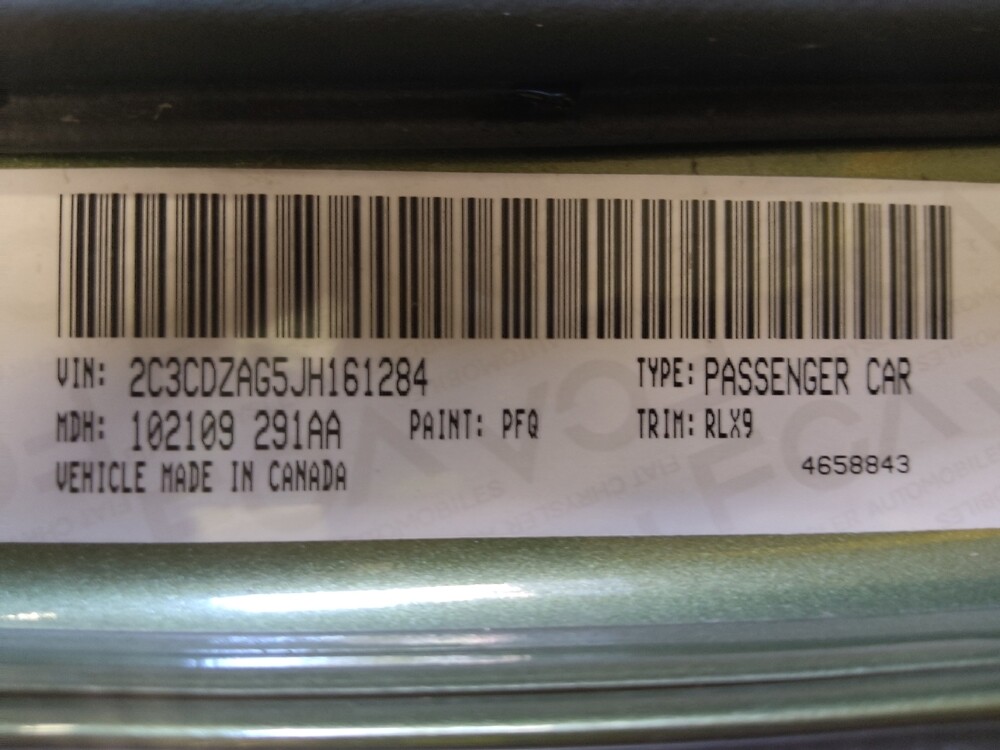 VIN: 2C3CDZAG5JH161284 TYPE: PASSENGER CAR
MDH: 102109 291AA PAINT: PFQ TRIM: RLX9
VEHICLE MADE IN CANADA 4658843